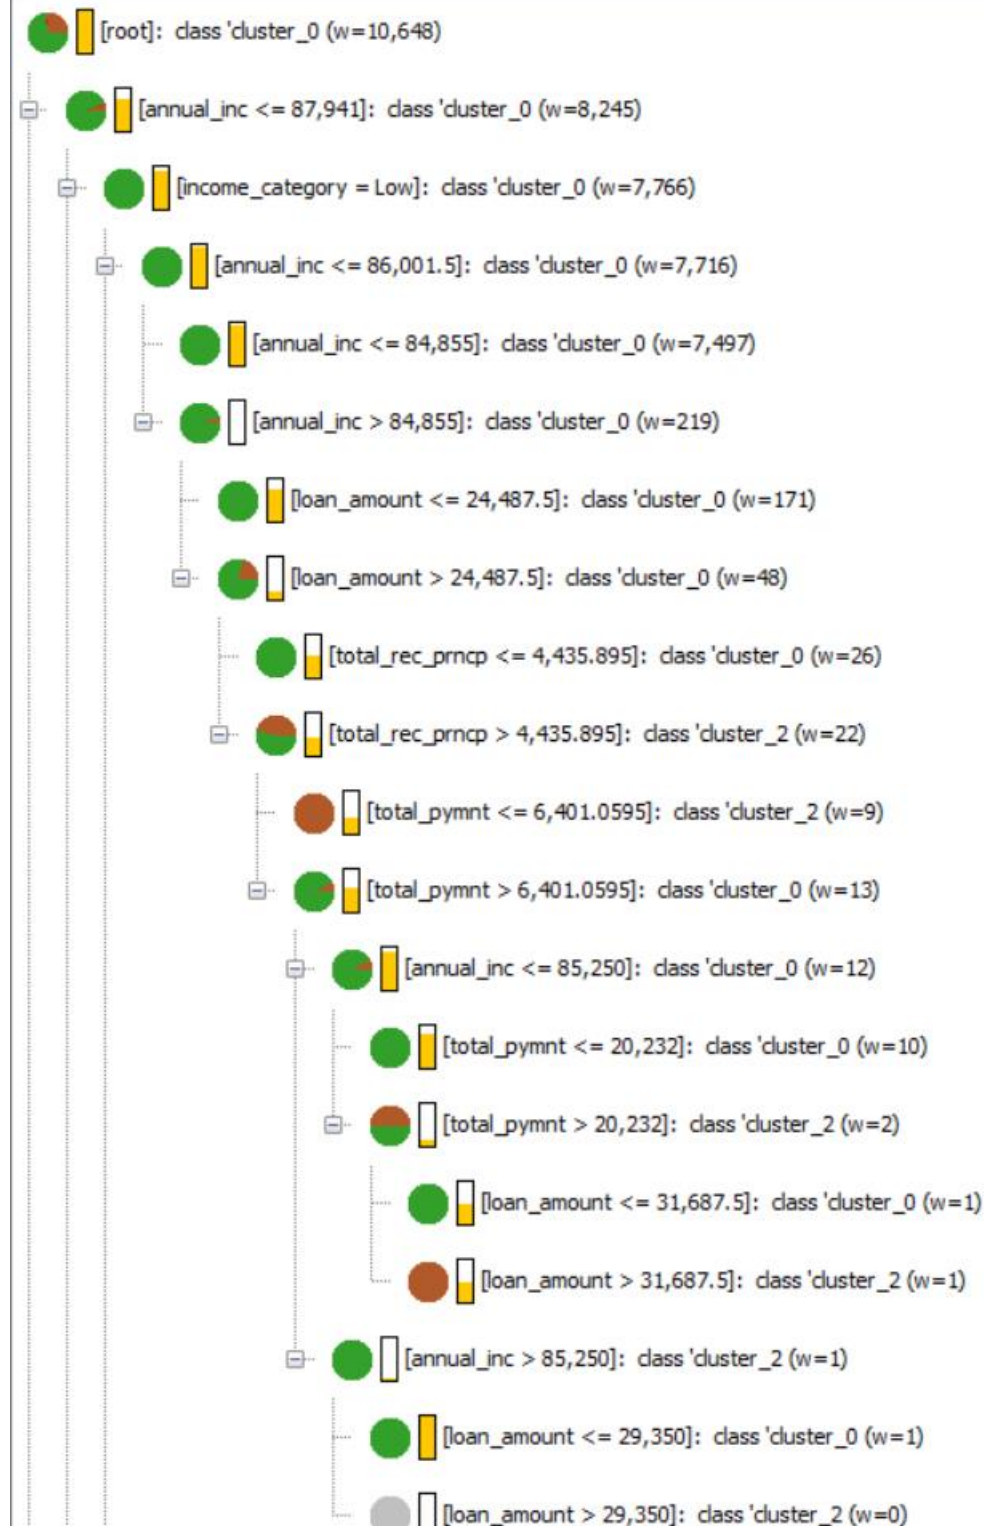 [root]: class 'cluster_0 (w=10,648)
[annual_inc <= 87,941]: class 'cluster_0 (w=8,245)
[income_category = Low]: class 'cluster_0 (w=7,766)
[annual_inc <= 86,001.5]: class 'cluster_0 (w=7,716)
[annual_inc <= 84,855]: class 'cluster_0 (w=7,497)
[annual_inc > 84,855]: class 'cluster_0 (w=219)
[loan_amount <= 24,487.5]: class 'cluster_0 (w=171)
[loan_amount > 24,487.5]: class 'cluster_0 (w=48)
[total_rec_prncp <= 4,435.895]: class 'cluster_0 (w=26)
[total_rec_prncp > 4,435.895]: class 'cluster_2 (w=22)
[total_pymnt <= 6,401.0595]: class 'cluster_2 (w=9)
[total_pymnt > 6,401.0595]: class 'cluster_0 (w=13)
[annual_inc <= 85,250]: class 'cluster_0 (w=12)
[total_pymnt <= 20,232]: class 'cluster_0 (w=10)
[total_pymnt > 20,232]: class 'cluster_2 (w=2)
[loan_amount <= 31,687.5]: class 'cluster_0 (w=1)
[loan_amount > 31,687.5]: class 'cluster_2 (w=1)
[annual_inc > 85,250]: class 'cluster_2 (w=1)
[loan_amount <= 29,350]: class 'cluster_0 (w=1)
[loan_amount > 29,350]: class 'cluster_2 (w=0)